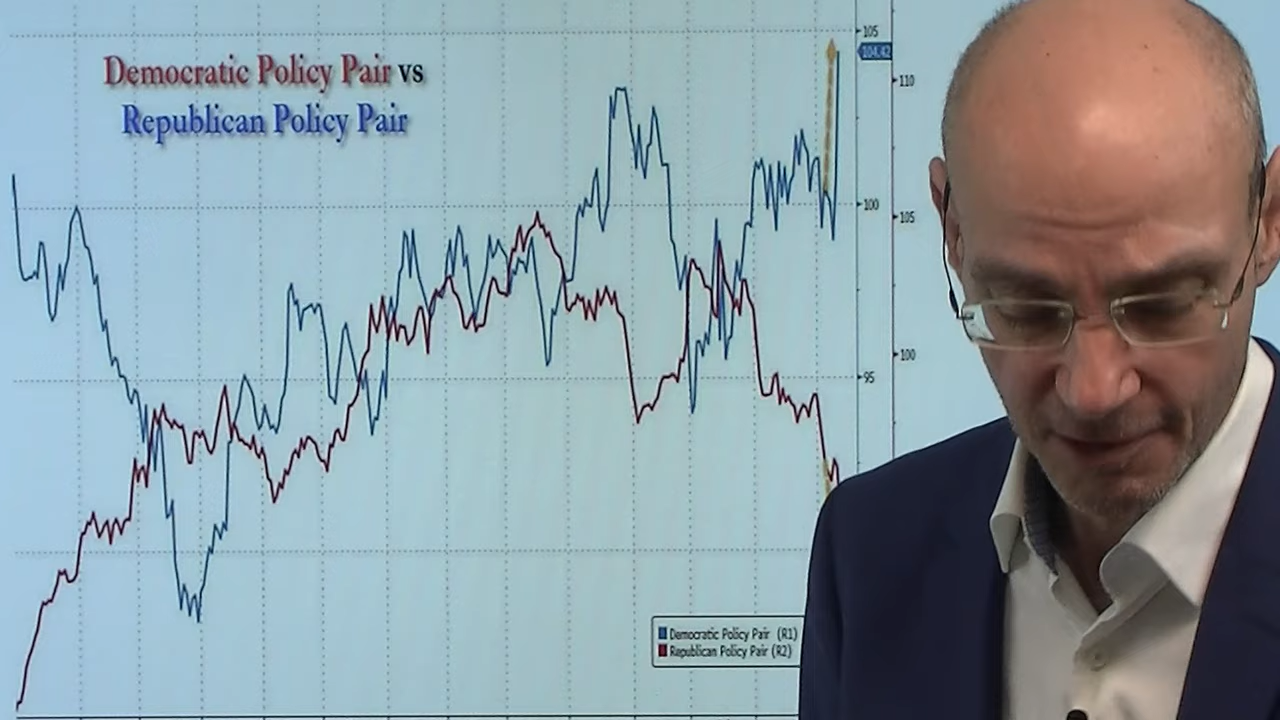 Democratic Policy Pair vs
Republican Policy Pair
105
104.42
110
100
105
100
95
Democratic Policy Pair (R1)
Republican Policy Pair (R2)